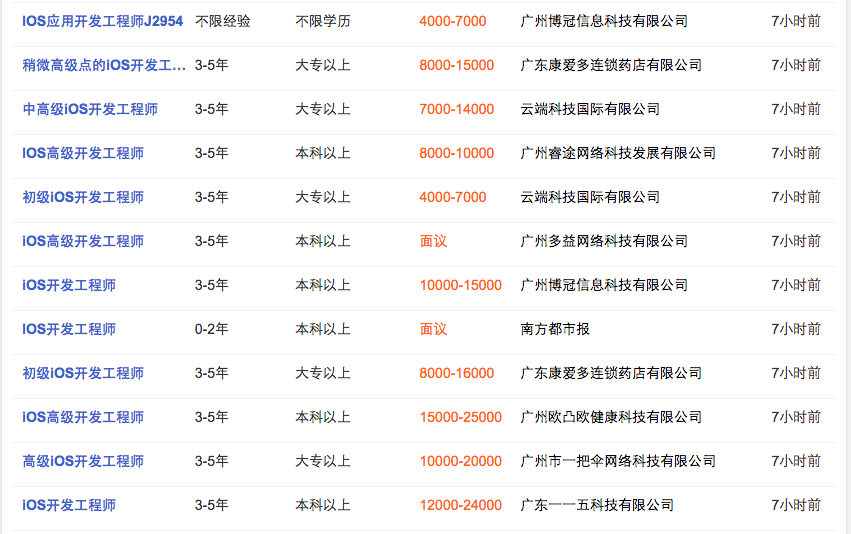 IOS应用开发工程师J2954 不限经验 不限学历 4000-7000 广州博冠信息科技有限公司 7小时前
稍微高级点的iOS开发工... 3-5年 大专以上 8000-15000 广东康爱多连锁药店有限公司 7小时前
中高级iOS开发工程师 3-5年 大专以上 7000-14000 云端科技国际有限公司 7小时前
IOS高级开发工程师 3-5年 本科以上 8000-10000 广州睿途网络科技发展有限公司 7小时前
初级iOS开发工程师 3-5年 大专以上 4000-7000 云端科技国际有限公司 7小时前
iOS高级开发工程师 3-5年 本科以上 面议 广州多益网络科技有限公司 7小时前
iOS开发工程师 3-5年 本科以上 10000-15000 广州博冠信息科技有限公司 7小时前
IOS开发工程师 0-2年 本科以上 面议 南方都市报 7小时前
初级iOS开发工程师 3-5年 大专以上 8000-16000 广东康爱多连锁药店有限公司 7小时前
iOS高级开发工程师 3-5年 本科以上 15000-25000 广州欧凸欧健康科技有限公司 7小时前
高级iOS开发工程师 3-5年 大专以上 10000-20000 广州市一把伞网络科技有限公司 7小时前
iOS开发工程师 3-5年 本科以上 12000-24000 广东一一五科技有限公司 7小时前